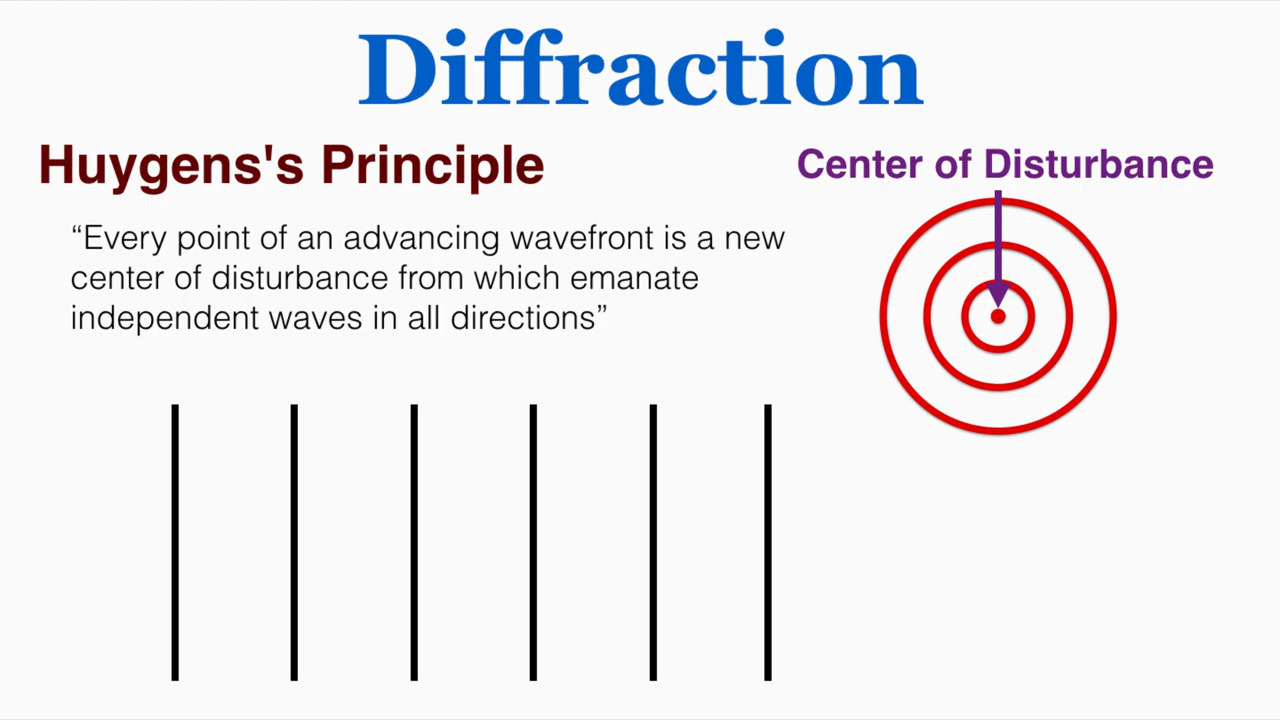 Diffraction
Huygens's Principle
Center of Disturbance
“Every point of an advancing wavefront is a new
center of disturbance from which emanate
independent waves in all directions”